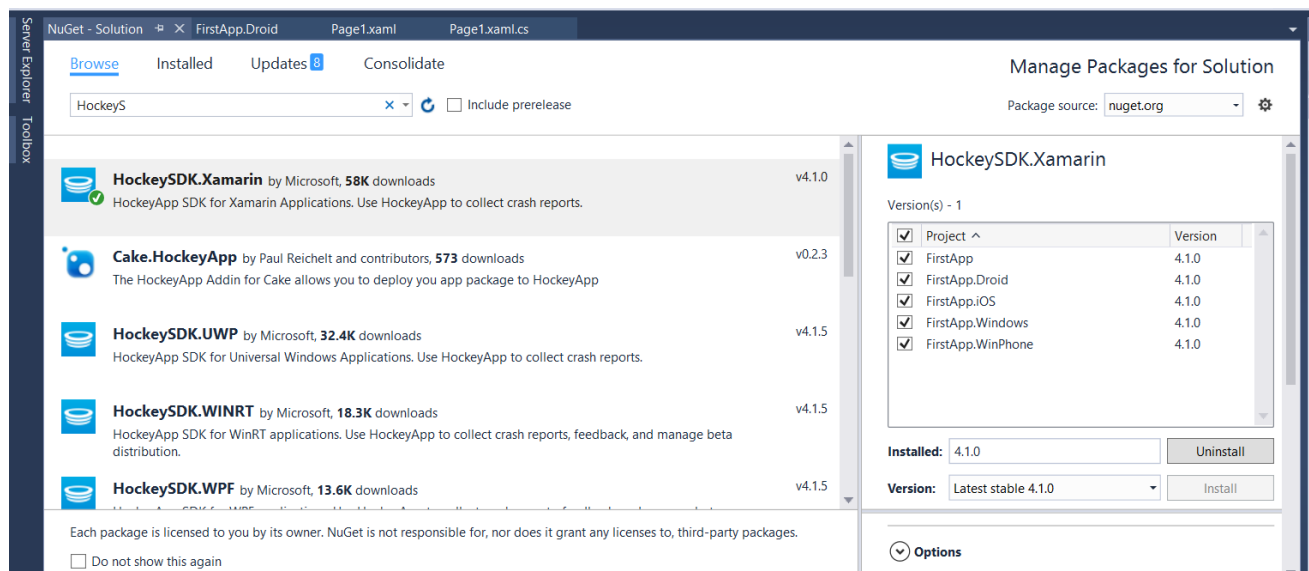 Server Explorer
Toolbox
NuGet - Solution FirstApp.Droid Page1.xaml Page1.xaml.cs
Browse Installed Updates 8 Consolidate
Manage Packages for Solution
HockeyS
Include prerelease
Package source: nuget.org
HockeySDK.Xamarin by Microsoft, 58K downloads v4.1.0
HockeyApp SDK for Xamarin Applications. Use HockeyApp to collect crash reports.
Cake.HockeyApp by Paul Reichelt and contributors, 573 downloads v0.2.3
The HockeyApp Addin for Cake allows you to deploy you app package to HockeyApp
HockeySDK.UWP by Microsoft, 32.4K downloads v4.1.5
HockeyApp SDK for Universal Windows Applications. Use HockeyApp to collect crash reports.
HockeySDK.WINRT by Microsoft, 18.3K downloads v4.1.5
HockeyApp SDK for WinRT applications. Use HockeyApp to collect crash reports, feedback, and manage beta
distribution.
HockeySDK.WPF by Microsoft, 13.6K downloads v4.1.5
Each package is licensed to you by its owner. NuGet is not responsible for, nor does it grant any licenses to, third-party packages.
Do not show this again
HockeySDK.Xamarin
Version(s) - 1
Project Version
FirstApp 4.1.0
FirstApp.Droid 4.1.0
FirstApp.iOS 4.1.0
FirstApp.Windows 4.1.0
FirstApp.WinPhone 4.1.0
Installed: 4.1.0 Uninstall
Version: Latest stable 4.1.0 Install
Options